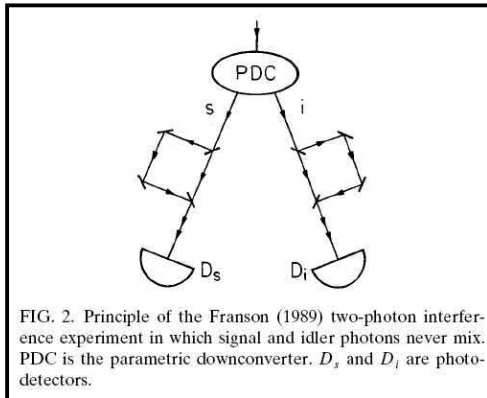 PDC
s i
D_s D_i
FIG. 2. Principle of the Franson (1989) two-photon interfer-
ence experiment in which signal and idler photons never mix.
PDC is the parametric downconverter. D_s and D_i are photo-
detectors.